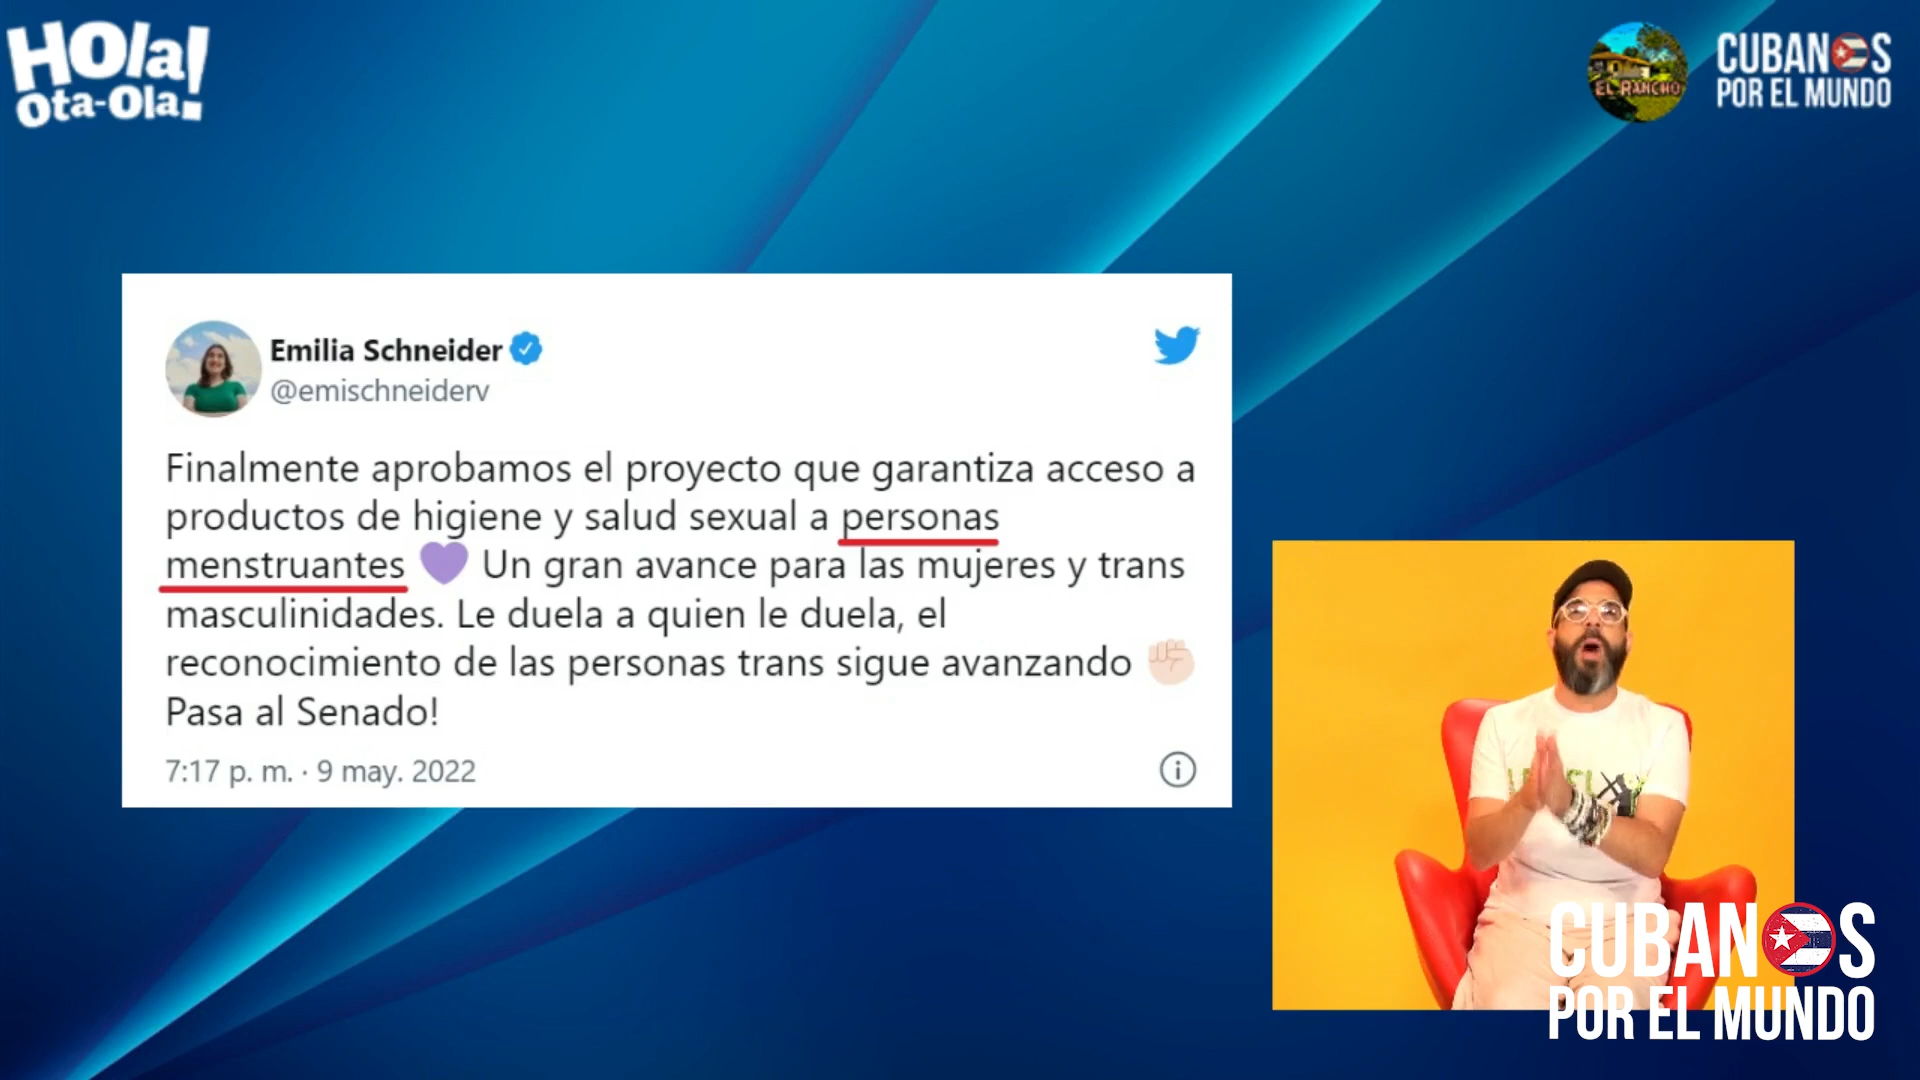 HOla!
Ota-Ola!
EL RANCHO
CUBANOS
POR EL MUNDO
Emilia Schneider
@emischneiderv
Finalmente aprobamos el proyecto que garantiza acceso a
productos de higiene y salud sexual a personas
menstruantes 💜 Un gran avance para las mujeres y trans
masculinidades. Le duela a quien le duela, el
reconocimiento de las personas trans sigue avanzando ✊🏻
Pasa al Senado!
7:17 p. m. · 9 may. 2022
CUBANOS
POR EL MUNDO